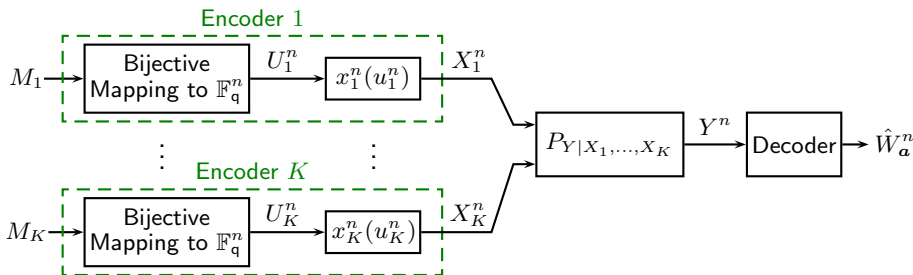 Encoder 1
M_1
Bijective
Mapping to 𝔽_q^n
U_1^n
x_1^n(u_1^n)
X_1^n
P_{Y|X_1,...,X_K}
Y^n
Decoder
Ŵ_a^n
⋮ ⋮
Encoder K
M_K
Bijective
Mapping to 𝔽_q^n
U_K^n
x_K^n(u_K^n)
X_K^n